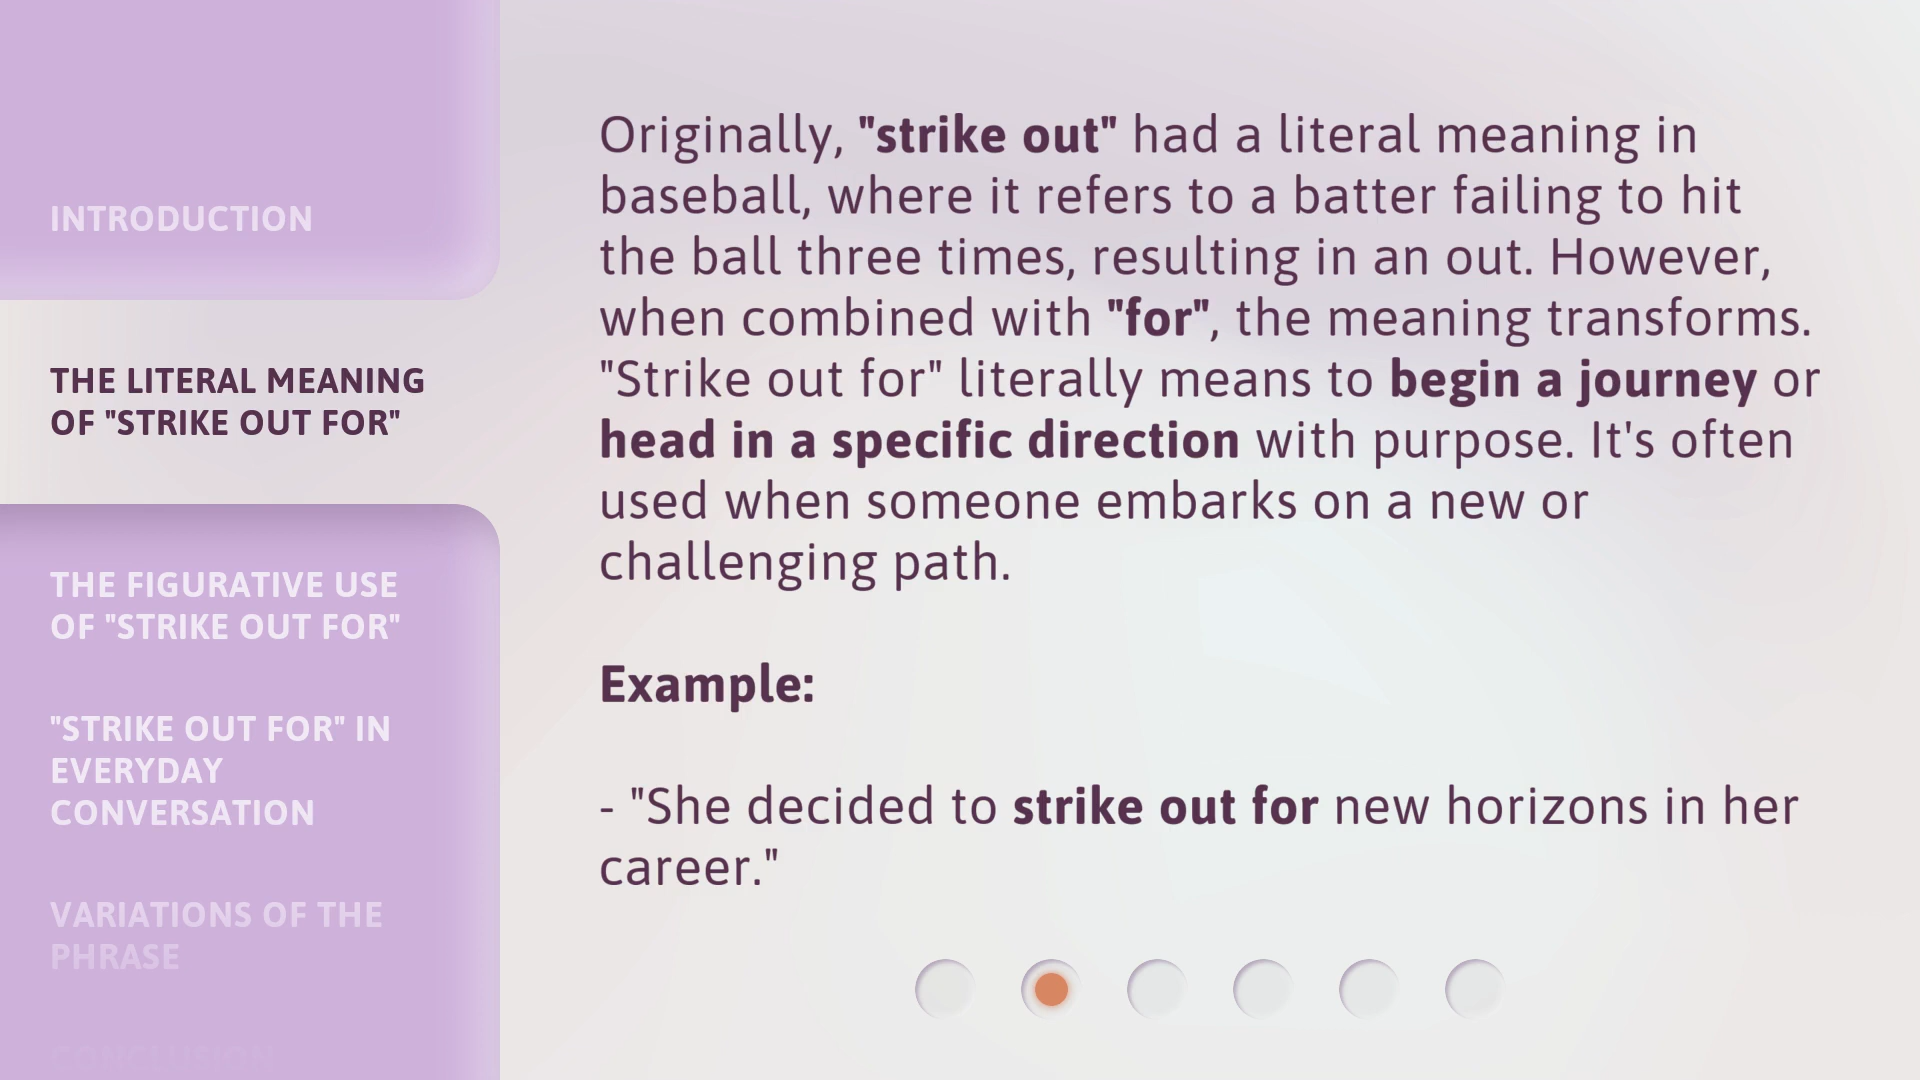 INTRODUCTION
THE LITERAL MEANING
OF "STRIKE OUT FOR"
THE FIGURATIVE USE
OF "STRIKE OUT FOR"
"STRIKE OUT FOR" IN
EVERYDAY
CONVERSATION
VARIATIONS OF THE
PHRASE
CONCLUSION
Originally, "strike out" had a literal meaning in
baseball, where it refers to a batter failing to hit
the ball three times, resulting in an out. However,
when combined with "for", the meaning transforms.
"Strike out for" literally means to begin a journey or
head in a specific direction with purpose. It's often
used when someone embarks on a new or
challenging path.
Example:
- "She decided to strike out for new horizons in her
career."